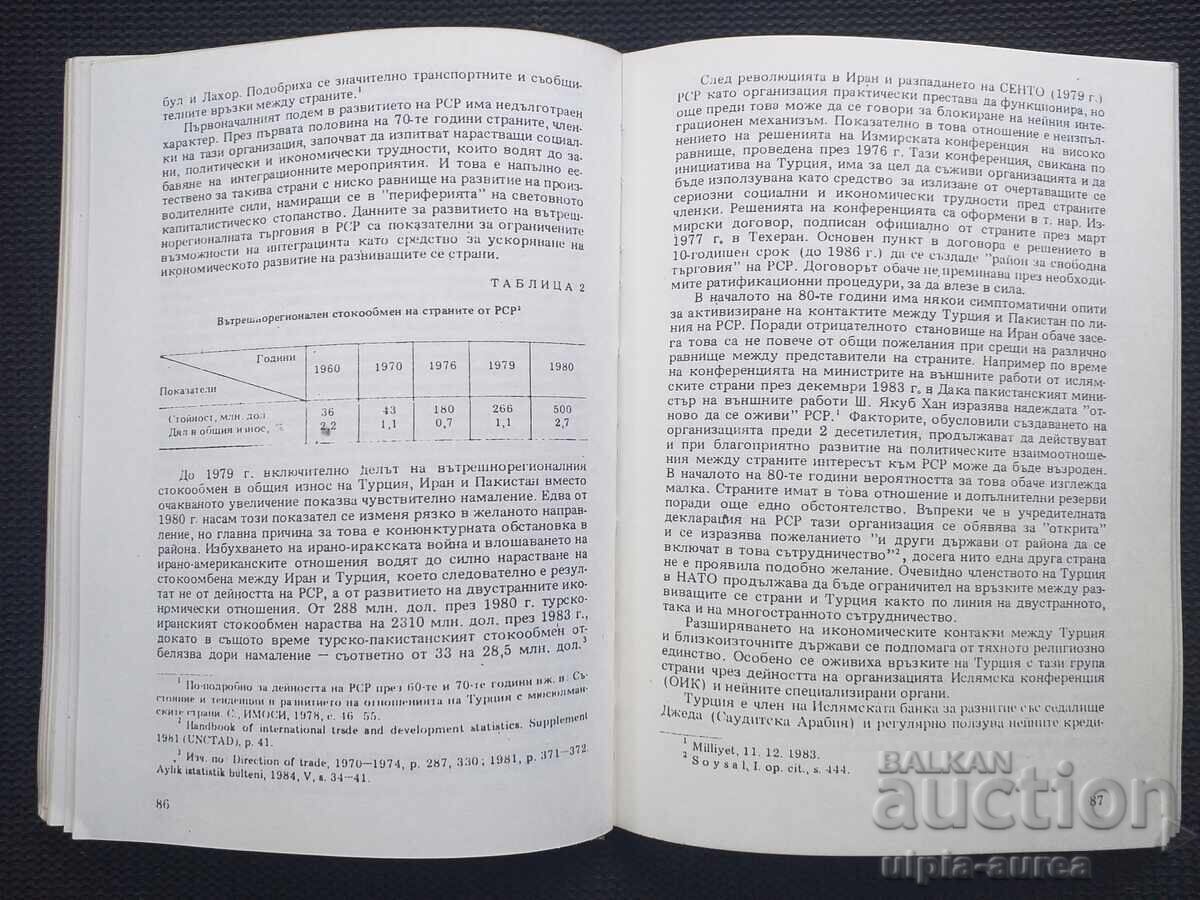 бул и Лахор. Подобриха се значително транспортните и съобщи-
телните връзки между страните.¹
Първоначалният подем в развитието на РСР има недълготраен
характер. През първата половина на 70-те години страните, член-
ки на тази организация, започват да изпитват нарастващи социал-
ни, политически и икономически трудности, които водят до за-
бавяне на интеграционните мероприятия. И това е напълно ес-
тествено за такива страни с ниско равнище на развитие на произ-
водителните сили, намиращи се в "периферията" на световното
капиталистическо стопанство. Данните за развитието на вътреш-
норегионалната търговия в РСР са показателни за ограничените
възможности на интеграцията като средство за ускоряване на
икономическото развитие на развиващите се страни.
ТАБЛИЦА 2
Вътрешнорегионален стокообмен на страните от РСР²
Години
1960 1970 1976 1979 1980
Показатели
Стойност, млн. дол. 36 43 180 266 500
Дял в общия износ, % 2,2 1,1 0,7 1,1 2,7
До 1979 г. включително делът на вътрешнорегионалния
стокообмен в общия износ на Турция, Иран и Пакистан вместо
очакваното увеличение показва чувствително намаление. Едва от
1980 г. насам този показател се изменя рязко в желаното направ-
ление, но главна причина за това е конюнктурната обстановка в
района. Избухването на ирано-иракската война и влошаването на
ирано-американските отношения водят до силно нарастване на
стокоомбена между Иран и Турция, което следователно е резул-
тат не от дейността на РСР, а от развитието на двустранните ико-
номически отношения. От 288 млн. дол. през 1980 г. турско-
иранският стокообмен нараства на 2310 млн. дол. през 1983 г.,
докато в същото време турско-пакистанският стокообмен от-
белязва дори намаление — съответно от 33 на 28,5 млн. дол.³
¹ По-подробно за дейността на РСР през 60-те и 70-те години вж. в: Със-
тояние и тенденции в развитието на отношенията на Турция с мюсюлман-
ските страни. С., ИМОСИ, 1978, с. 46–55.
² Handbook of international trade and development statistics. Supplement
1981 (UNCTAD), p. 41.
³ Изч. по: Direction of trade, 1970—1974, p. 287, 330; 1981, p. 371—372.
Aylık istatistik bülteni, 1984, V, s. 34—41.
86
След революцията в Иран и разпадането на СЕНТО (1979 г.)
РСР като организация практически престава да функционира, но
още преди това може да се говори за блокиране на нейния инте-
грационен механизъм. Показателно в това отношение е неизпъл-
нението на решенията на Измирската конференция на високо
равнище, проведена през 1976 г. Тази конференция, свикана по
инициатива на Турция, има за цел да съживи организацията и да
бъде използувана като средство за излизане от очертаващите се
сериозни социални и икономически трудности пред страните
членки. Решенията на конференцията са оформени в т. нар. Из-
мирски договор, подписан официално от страните през март
1977 г. в Техеран. Основен пункт в договора е решението в
10-годишен срок (до 1986 г.) да се създаде "район за свободна
търговия" на РСР. Договорът обаче не преминава през необходи-
мите ратификационни процедури, за да влезе в сила.
В началото на 80-те години има някои симптоматични опити
за активизиране на контактите между Турция и Пакистан по ли-
ния на РСР. Поради отрицателното становище на Иран обаче засе-
га това са не повече от общи пожелания при срещи на различно
равнище между представители на страните. Например по време
на конференцията на министрите на външните работи от ислям-
ските страни през декември 1983 г. в Дака пакистанският минис-
тър на външните работи Ш. Якуб Хан изразява надеждата "от-
ново да се оживи" РСР.¹ Факторите, обусловили създаването на
организацията преди 2 десетилетия, продължават да действуват
и при благоприятно развитие на политическите взаимоотноше-
ния между страните интересът към РСР може да бъде възроден.
В началото на 80-те години вероятността за това обаче изглежда
малка. Страните имат в това отношение и допълнителни резерви
поради още едно обстоятелство. Въпреки че в учредителната
декларация на РСР тази организация се обявява за "открита"
и се изразява пожеланието "и други държави от района да се
включат в това сътрудничество"², досега нито една друга страна
не е проявила подобно желание. Очевидно членството на Турция
в НАТО продължава да бъде ограничител на връзките между раз-
виващите се страни и Турция както по линия на двустранното,
така и на многостранното сътрудничество.
Разширяването на икономическите контакти между Турция
и близкоизточните държави се подпомага от тяхното религиозно
единство. Особено се оживиха връзките на Турция с тази група
страни чрез дейността на организацията Ислямска конференция
(ОИК) и нейните специализирани органи.
Турция е член на Ислямската банка за развитие със седалище
Джеда (Саудитска Арабия) и регулярно ползува нейните креди-
¹ Milliyet, 11. 12. 1983.
² Soysal, I. op. cit., s. 444.
87
BALKAN
auction
ulpia-aurea